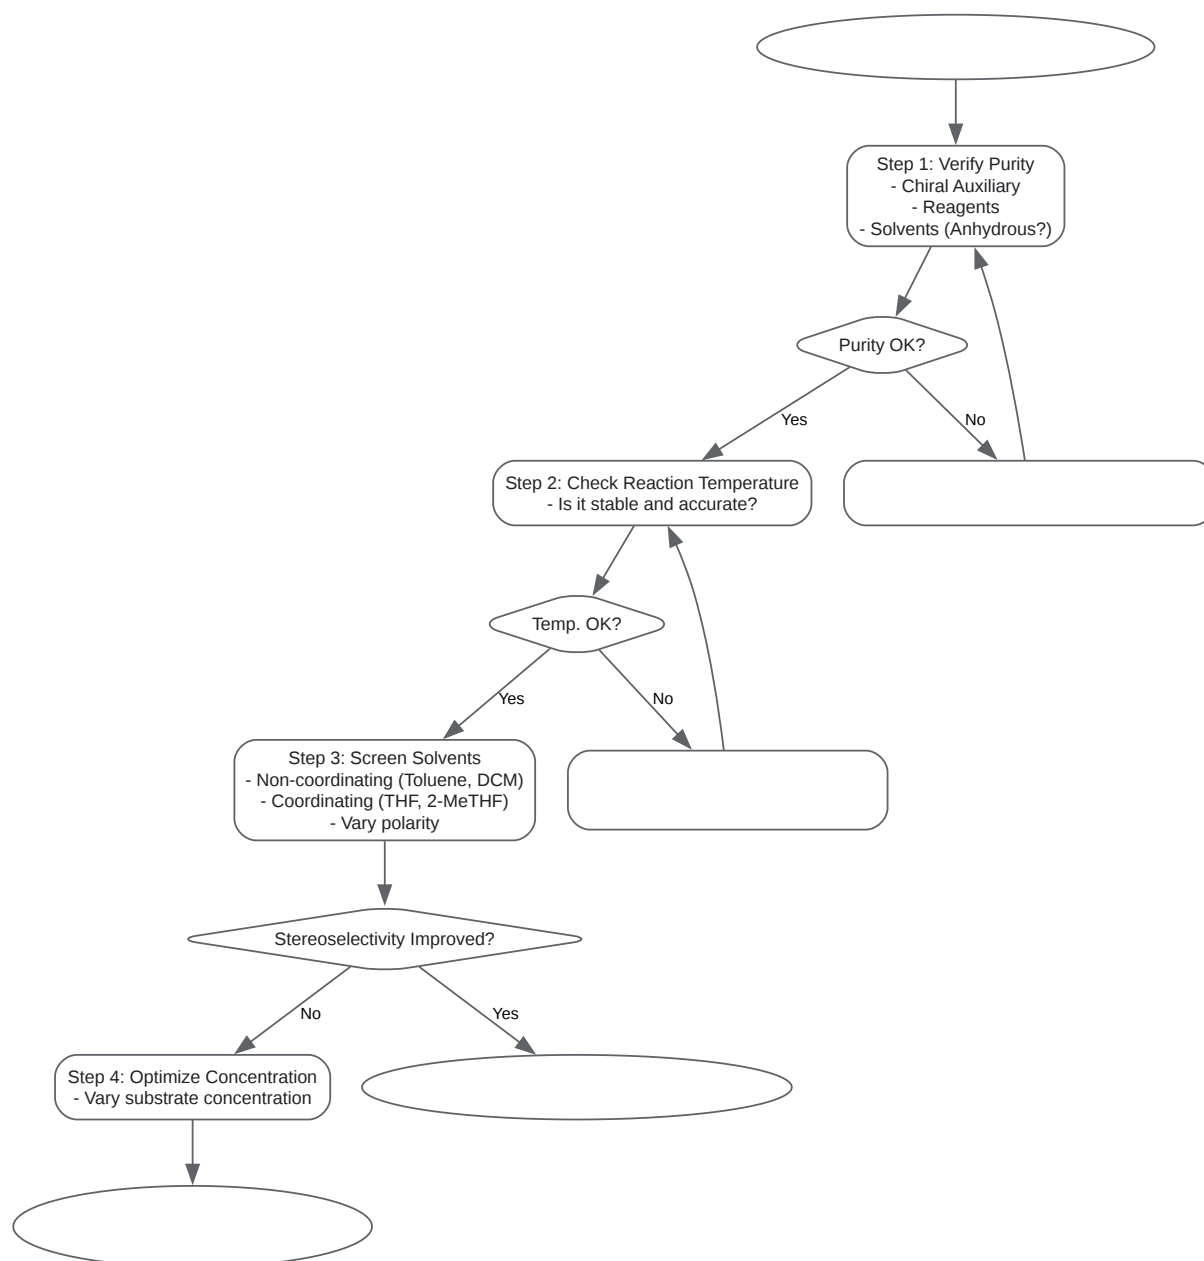 Step 1: Verify Purity
- Chiral Auxiliary
- Reagents
- Solvents (Anhydrous?)
Purity OK?
Yes
No
Step 2: Check Reaction Temperature
- Is it stable and accurate?
Temp. OK?
Yes
No
Step 3: Screen Solvents
- Non-coordinating (Toluene, DCM)
- Coordinating (THF, 2-MeTHF)
- Vary polarity
Stereoselectivity Improved?
No
Yes
Step 4: Optimize Concentration
- Vary substrate concentration